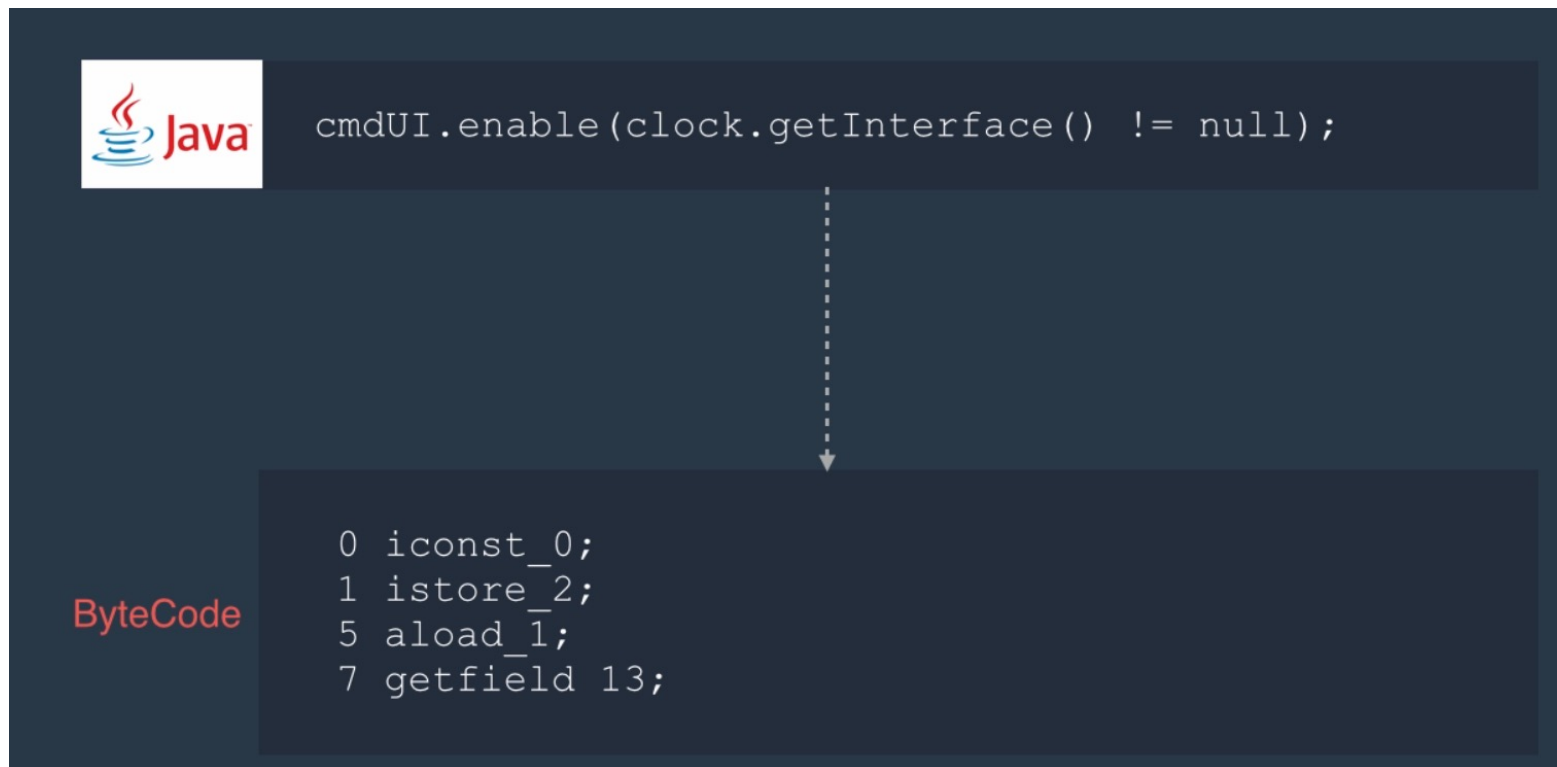 Java
cmdUI.enable(clock.getInterface() != null);
ByteCode
0 iconst_0;
1 istore_2;
5 aload_1;
7 getfield 13;